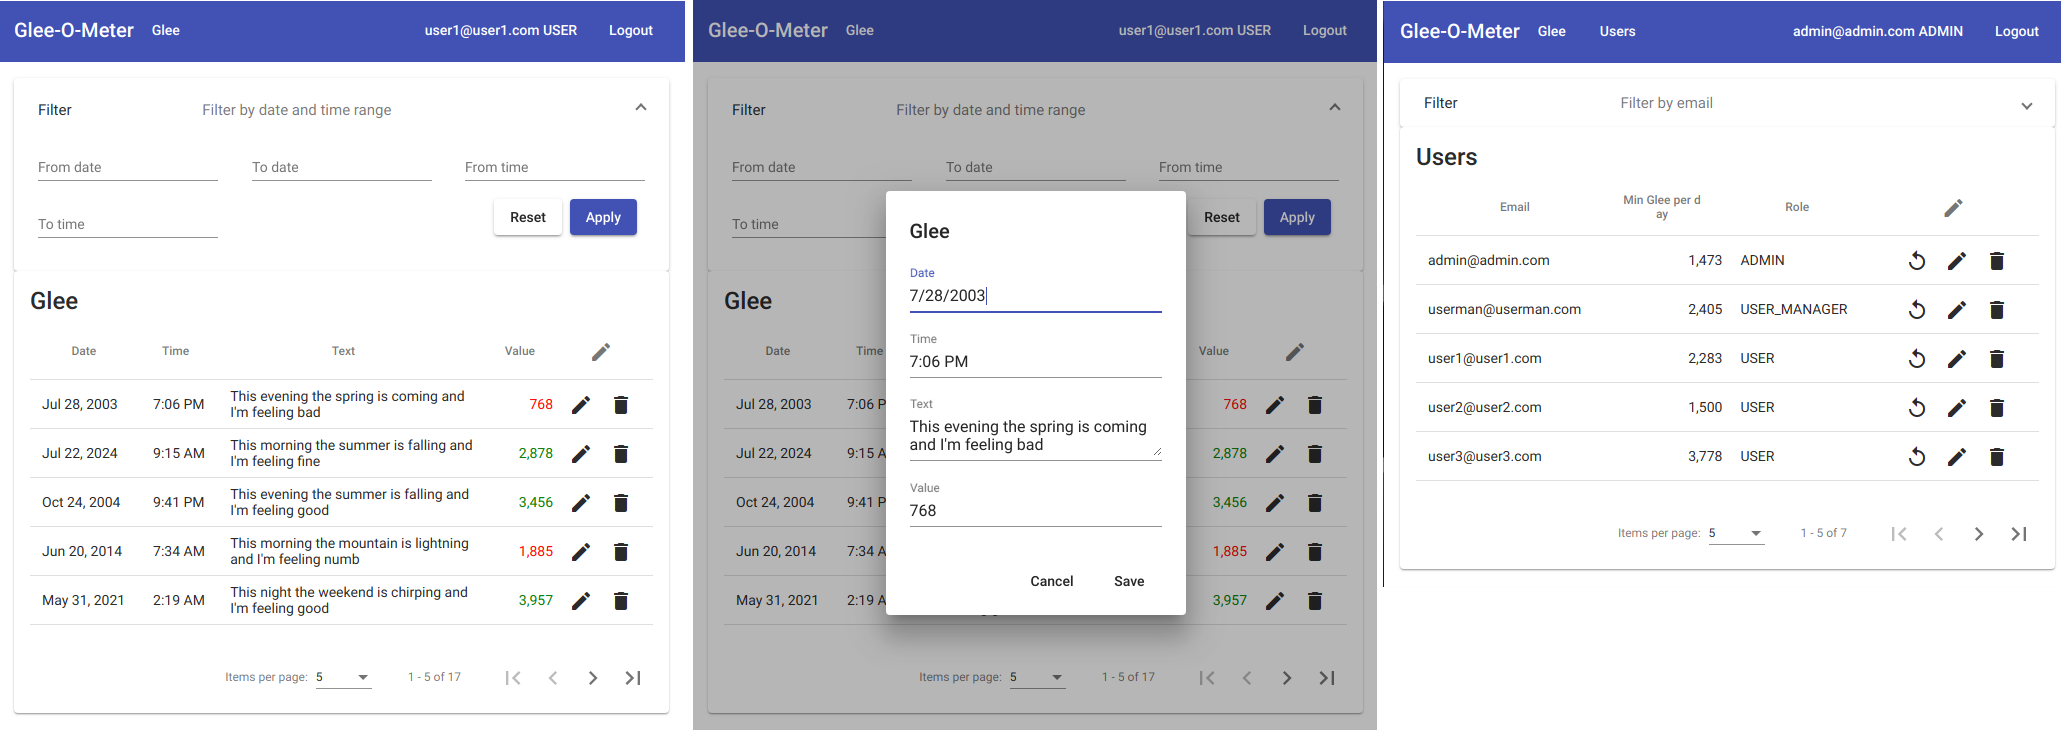 Glee-O-Meter Glee user1@user1.com USER Logout
Filter Filter by date and time range
From date To date From time
To time Reset Apply
Glee
Date Time Text Value
Jul 28, 2003 7:06 PM This evening the spring is coming and I'm feeling bad 768
Jul 22, 2024 9:15 AM This morning the summer is falling and I'm feeling fine 2,878
Oct 24, 2004 9:41 PM This evening the summer is falling and I'm feeling good 3,456
Jun 20, 2014 7:34 AM This morning the mountain is lightning and I'm feeling numb 1,885
May 31, 2021 2:19 AM This night the weekend is chirping and I'm feeling good 3,957
Items per page: 5 1 - 5 of 17
Glee-O-Meter Glee user1@user1.com USER Logout
Filter Filter by date and time range
From date To date From time
To time Reset Apply
Glee
Date Time Value
Jul 28, 2003 7:06 P 768
Jul 22, 2024 9:15 A 2,878
Oct 24, 2004 9:41 P 3,456
Jun 20, 2014 7:34 A 1,885
May 31, 2021 2:19 A 3,957
Items per page: 5 1 - 5 of 17
Glee
Date
7/28/2003
Time
7:06 PM
Text
This evening the spring is coming
and I'm feeling bad
Value
768
Cancel Save
Glee-O-Meter Glee Users admin@admin.com ADMIN Logout
Filter Filter by email
Users
Email Min Glee per d
ay Role
admin@admin.com 1,473 ADMIN
userman@userman.com 2,405 USER_MANAGER
user1@user1.com 2,283 USER
user2@user2.com 1,500 USER
user3@user3.com 3,778 USER
Items per page: 5 1 - 5 of 7